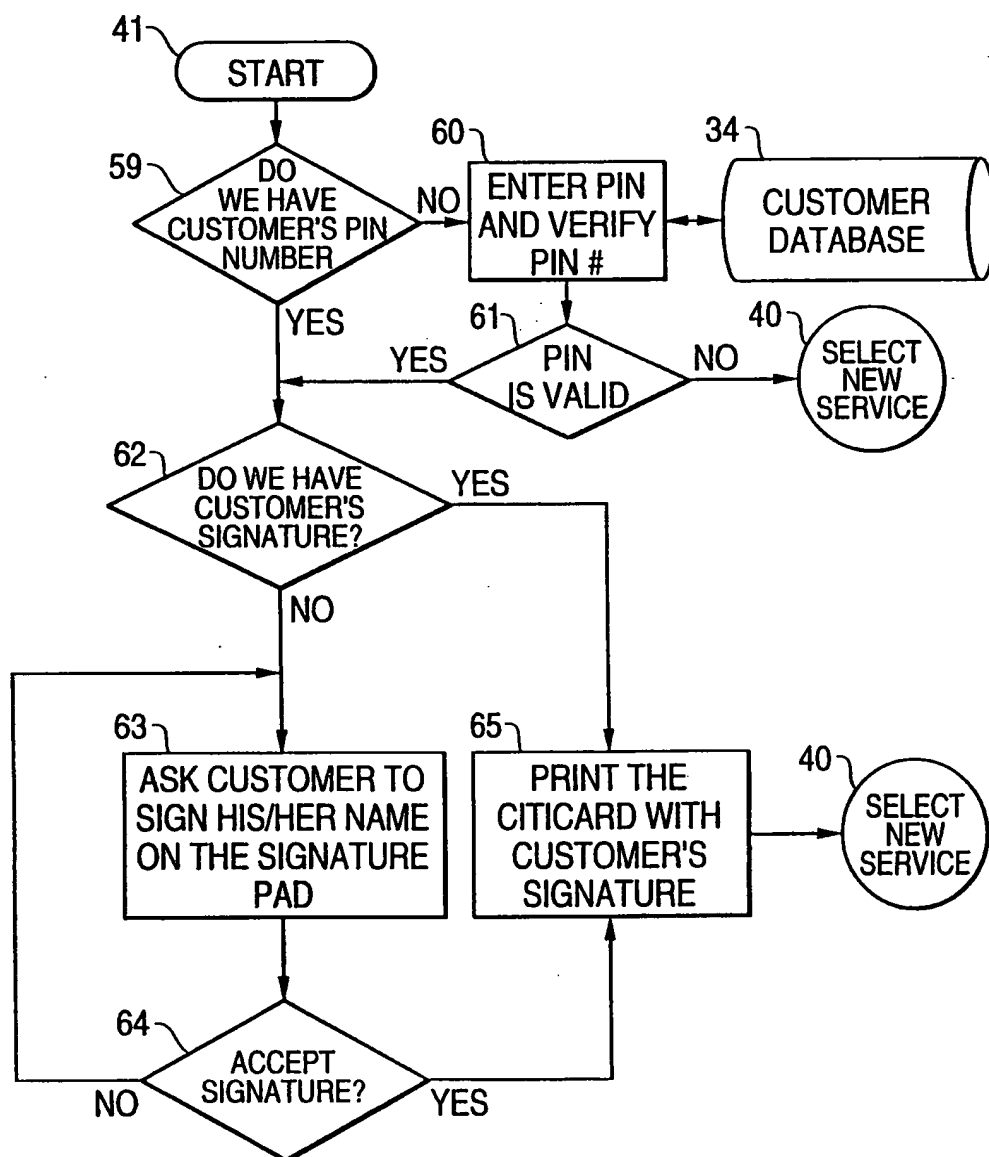 41
START
59
DO
WE HAVE
CUSTOMER'S PIN
NUMBER
NO
60
ENTER PIN
AND VERIFY
PIN #
34
CUSTOMER
DATABASE
YES
61
YES
PIN
IS VALID
NO
40
SELECT
NEW
SERVICE
62
DO WE HAVE
CUSTOMER'S
SIGNATURE?
YES
NO
63
ASK CUSTOMER TO
SIGN HIS/HER NAME
ON THE SIGNATURE
PAD
65
PRINT THE
CITICARD WITH
CUSTOMER'S
SIGNATURE
40
SELECT
NEW
SERVICE
64
ACCEPT
SIGNATURE?
NO
YES